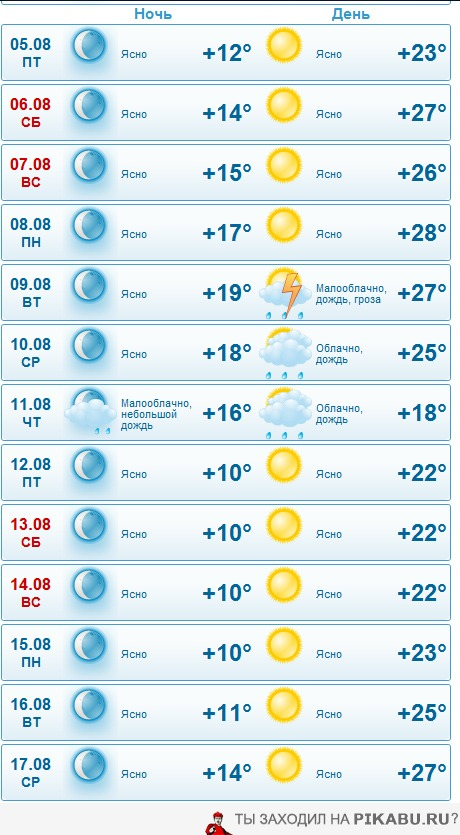 Ночь День
05.08 Ясно +12° Ясно +23°
ПТ
06.08 Ясно +14° Ясно +27°
СБ
07.08 Ясно +15° Ясно +26°
ВС
08.08 Ясно +17° Ясно +28°
ПН
09.08 Ясно +19° Малооблачно, +27°
ВТ дождь, гроза
10.08 Ясно +18° Облачно, +25°
СР дождь
11.08 Малооблачно, +16° Облачно, +18°
ЧТ небольшой дождь
дождь
12.08 Ясно +10° Ясно +22°
ПТ
13.08 Ясно +10° Ясно +22°
СБ
14.08 Ясно +10° Ясно +22°
ВС
15.08 Ясно +10° Ясно +23°
ПН
16.08 Ясно +11° Ясно +25°
ВТ
17.08 Ясно +14° Ясно +27°
СР
ТЫ ЗАХОДИЛ НА PIKABU.RU?